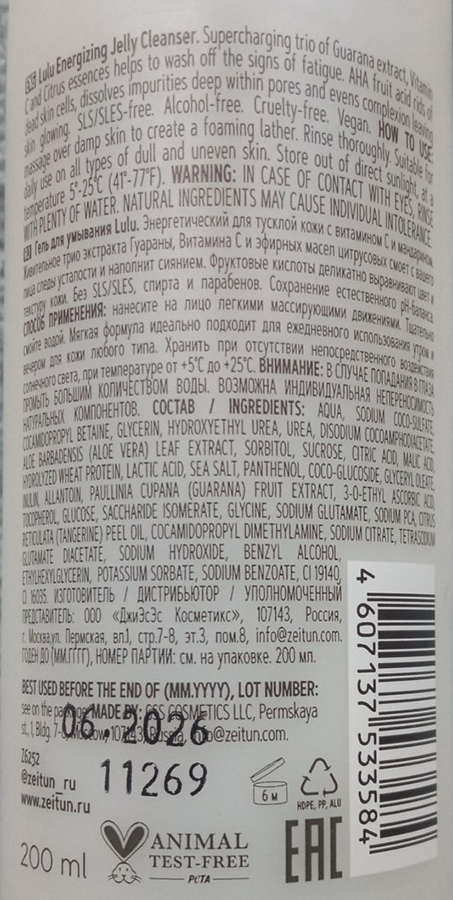 GB Lulu Energizing Jelly Cleanser. Supercharging trio of Guarana extract, Vitamin
C and Citrus essences helps to wash off the signs of fatigue. AHA fruit acid rids of
dead skin cells, dissolves impurities deep within pores and evens complexion leaving
skin glowing. SLS/SLES-free. Alcohol-free. Cruelty-free. Vegan. HOW TO USE:
massage over damp skin to create a foaming lather. Rinse thoroughly. Suitable for
daily use on all types of dull and uneven skin. Store out of direct sunlight, at a
temperature 5°-25°C (41°-77°F). WARNING: IN CASE OF CONTACT WITH EYES, RINSE
WITH PLENTY OF WATER. NATURAL INGREDIENTS MAY CAUSE INDIVIDUAL INTOLERANCE.
Гель для умывания Lulu. Энергетический для тусклой кожи с витамином С и мандарином.
Живительное трио экстракта Гуараны, Витамина С и эфирных масел цитрусовых смоет с вашего
лица следы усталости и наполнит сиянием. Фруктовые кислоты деликатно выравнивают цвет и
текстуру кожи. Без SLS/SLES, спирта и парабенов. Сохранение естественного pH-баланса.
СПОСОБ ПРИМЕНЕНИЯ: нанесите на лицо легкими массирующими движениями. Тщательно
смойте водой. Мягкая формула идеально подходит для ежедневного использования утром и
вечером для кожи любого типа. Хранить при отсутствии непосредственного воздействия
солнечного света, при температуре от +5°C до +25°C. ВНИМАНИЕ: В СЛУЧАЕ ПОПАДАНИЯ В ГЛАЗА
ПРОМЫТЬ БОЛЬШИМ КОЛИЧЕСТВОМ ВОДЫ. ВОЗМОЖНА ИНДИВИДУАЛЬНАЯ НЕПЕРЕНОСИМОСТЬ
НАТУРАЛЬНЫХ КОМПОНЕНТОВ. СОСТАВ / INGREDIENTS: AQUA, SODIUM COCO-SULFATE,
COCAMIDOPROPYL BETAINE, GLYCERIN, HYDROXYETHYL UREA, UREA, DISODIUM COCOAMPHODIACETATE,
ALOE BARBADENSIS (ALOE VERA) LEAF EXTRACT, SORBITOL, SUCROSE, CITRIC ACID, MALIC ACID,
HYDROLYZED WHEAT PROTEIN, LACTIC ACID, SEA SALT, PANTHENOL, COCO-GLUCOSIDE, GLYCERYL OLEATE,
INULIN, ALLANTOIN, PAULLINIA CUPANA (GUARANA) FRUIT EXTRACT, 3-O-ETHYL ASCORBIC ACID,
TOCOPHEROL, GLUCOSE, SACCHARIDE ISOMERATE, GLYCINE, SODIUM GLUTAMATE, SODIUM PCA, CITRUS
RETICULATA (TANGERINE) PEEL OIL, COCAMIDOPROPYL DIMETHYLAMINE, SODIUM CITRATE, TETRASODIUM
GLUTAMATE DIACETATE, SODIUM HYDROXIDE, BENZYL ALCOHOL,
ETHYLHEXYLGLYCERIN, POTASSIUM SORBATE, SODIUM BENZOATE, CI 19140,
CI 16035. ИЗГОТОВИТЕЛЬ / ДИСТРИБЬЮТОР / УПОЛНОМОЧЕННЫЙ
ПРЕДСТАВИТЕЛЬ: ООО «ДжиЭсЭс Косметикс», 107143, Россия,
г. Москва,ул. Пермская, вл.1, стр.7-8, эт.3, пом.8, info@zeitun.com.
ГОДЕН ДО (ММ.ГГГГ), НОМЕР ПАРТИИ: см. на упаковке. 200 мл.
BEST USED BEFORE THE END OF (MM.YYYY), LOT NUMBER:
see on the package. MADE BY: GSS COSMETICS LLC, Permskaya
st., 1, Bldg. 7-8, Moscow, 107143, Russia, info@zeitun.com.
06.2026
11269
Z6252
@zeitun_ru
www.zeitun.ru
6 м
HDPE, PP, ALU
4 607137 533584
200 ml
ANIMAL
TEST-FREE
PETA
EAC